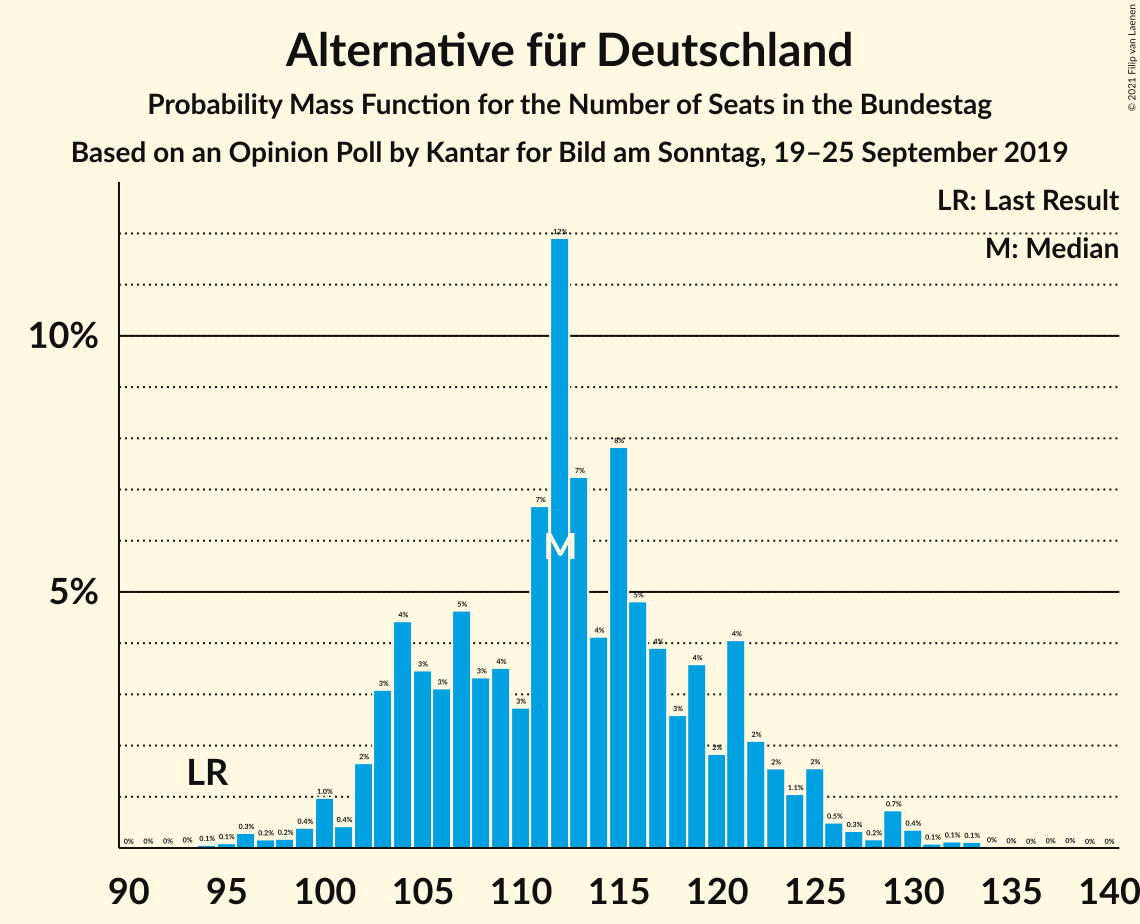 Alternative für Deutschland
Probability Mass Function for the Number of Seats in the Bundestag
Based on an Opinion Poll by Kantar for Bild am Sonntag, 19–25 September 2019
© 2021 Filip van Laenen
LR: Last Result
M: Median
10%
5%
LR
M
0% 0% 0% 0% 0.1% 0.1% 0.3% 0.2% 0.2% 0.4% 1.0% 0.4% 2% 3% 4% 3% 3% 5% 3% 4% 3% 7% 12% 7% 4% 8% 5% 4% 3% 4% 2% 4% 2% 2% 1.1% 2% 0.5% 0.3% 0.2% 0.7% 0.4% 0.1% 0.1% 0.1% 0% 0% 0% 0% 0% 0% 0%
90 95 100 105 110 115 120 125 130 135 140